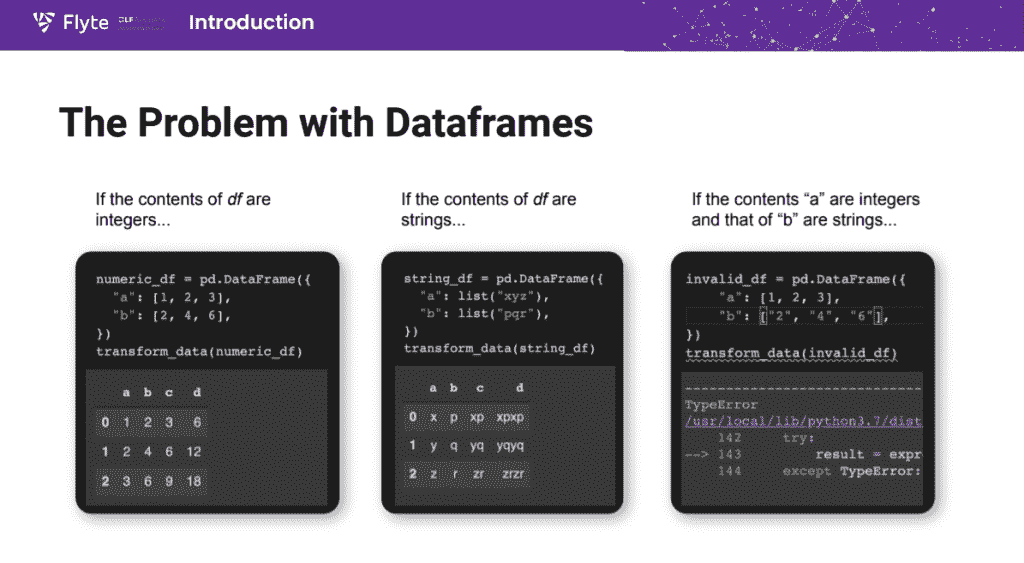 Flyte
Introduction
The Problem with Dataframes
If the contents of df are
integers...
numeric_df = pd.DataFrame({
"a": [1, 2, 3],
"b": [2, 4, 6],
})
transform_data(numeric_df)
a b c d
0 1 2 3 6
1 2 4 6 12
2 3 6 9 18
If the contents of df are
strings...
string_df = pd.DataFrame({
"a": list("xyz"),
"b": list("pqr"),
})
transform_data(string_df)
a b c d
0 x p xp xpxp
1 y q yq yqyq
2 z r zr zrzr
If the contents “a” are integers
and that of “b” are strings...
invalid_df = pd.DataFrame({
"a": [1, 2, 3],
"b": ["2", "4", "6"],
})
transform_data(invalid_df)
------------------------------
TypeError
/usr/local/lib/python3.7/dist
142 try:
--> 143 result = expr
144 except TypeError: